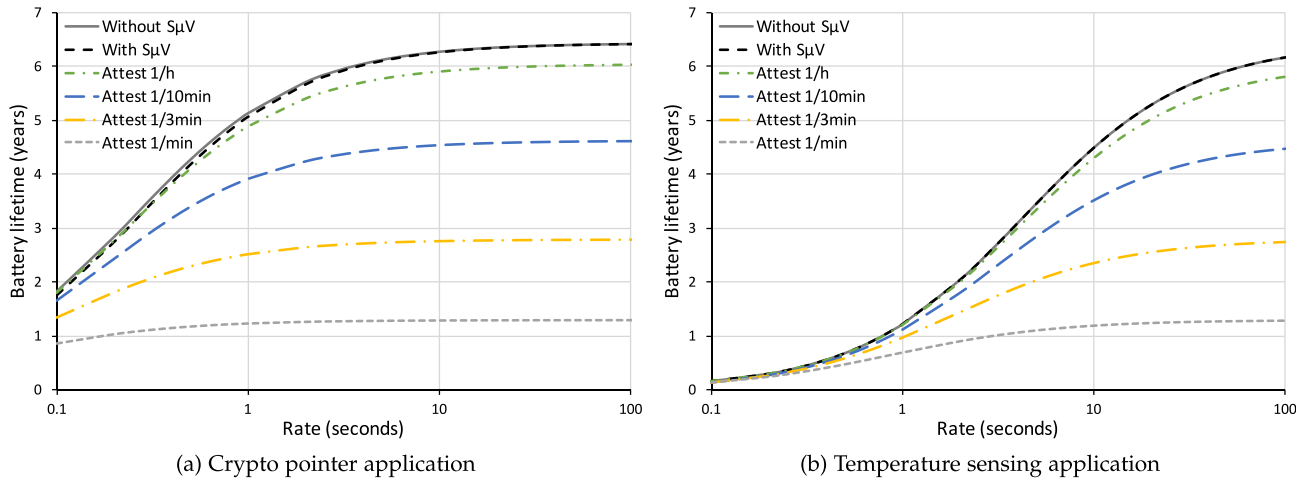 7
6
5
4
3
2
1
0
Battery lifetime (years)
Without SμV
With SμV
Attest 1/h
Attest 1/10min
Attest 1/3min
Attest 1/min
0.1 1 10 100
Rate (seconds)
(a) Crypto pointer application
7
6
5
4
3
2
1
0
Battery lifetime (years)
Without SμV
With SμV
Attest 1/h
Attest 1/10min
Attest 1/3min
Attest 1/min
0.1 1 10 100
Rate (seconds)
(b) Temperature sensing application